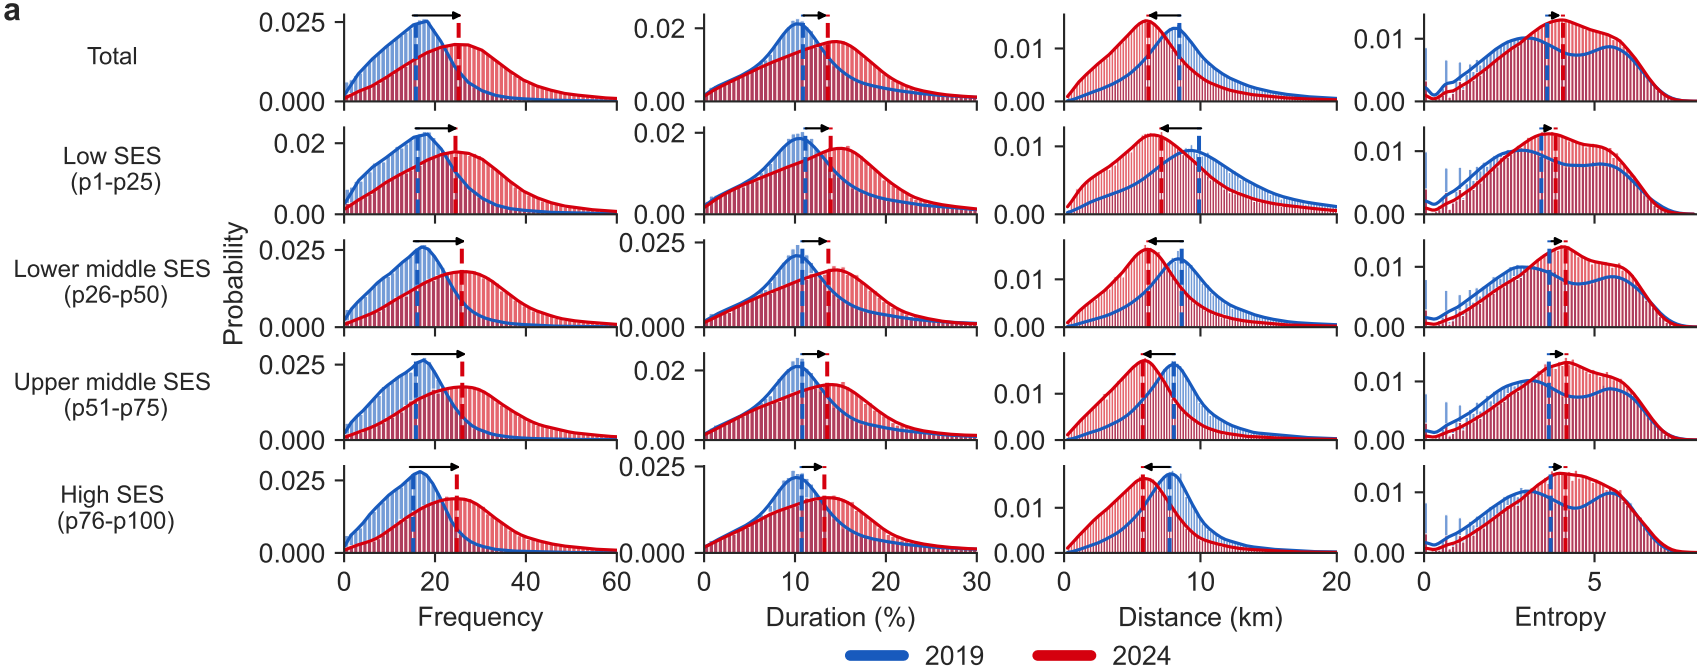 a
Total
0.025
0.000
0.02
0.00
0.01
0.00
0.01
0.00
Low SES
(p1-p25)
0.02
0.00
0.02
0.00
0.01
0.00
0.01
0.00
Probability
Lower middle SES
(p26-p50)
0.025
0.000
0.025
0.000
0.01
0.00
0.01
0.00
Upper middle SES
(p51-p75)
0.025
0.000
0.02
0.00
0.01
0.00
0.01
0.00
High SES
(p76-p100)
0.025
0.000
0.025
0.000
0.01
0.00
0.01
0.00
0 20 40 60
0 10 20 30
0 10 20
0 5
Frequency
Duration (%)
Distance (km)
Entropy
2019 2024